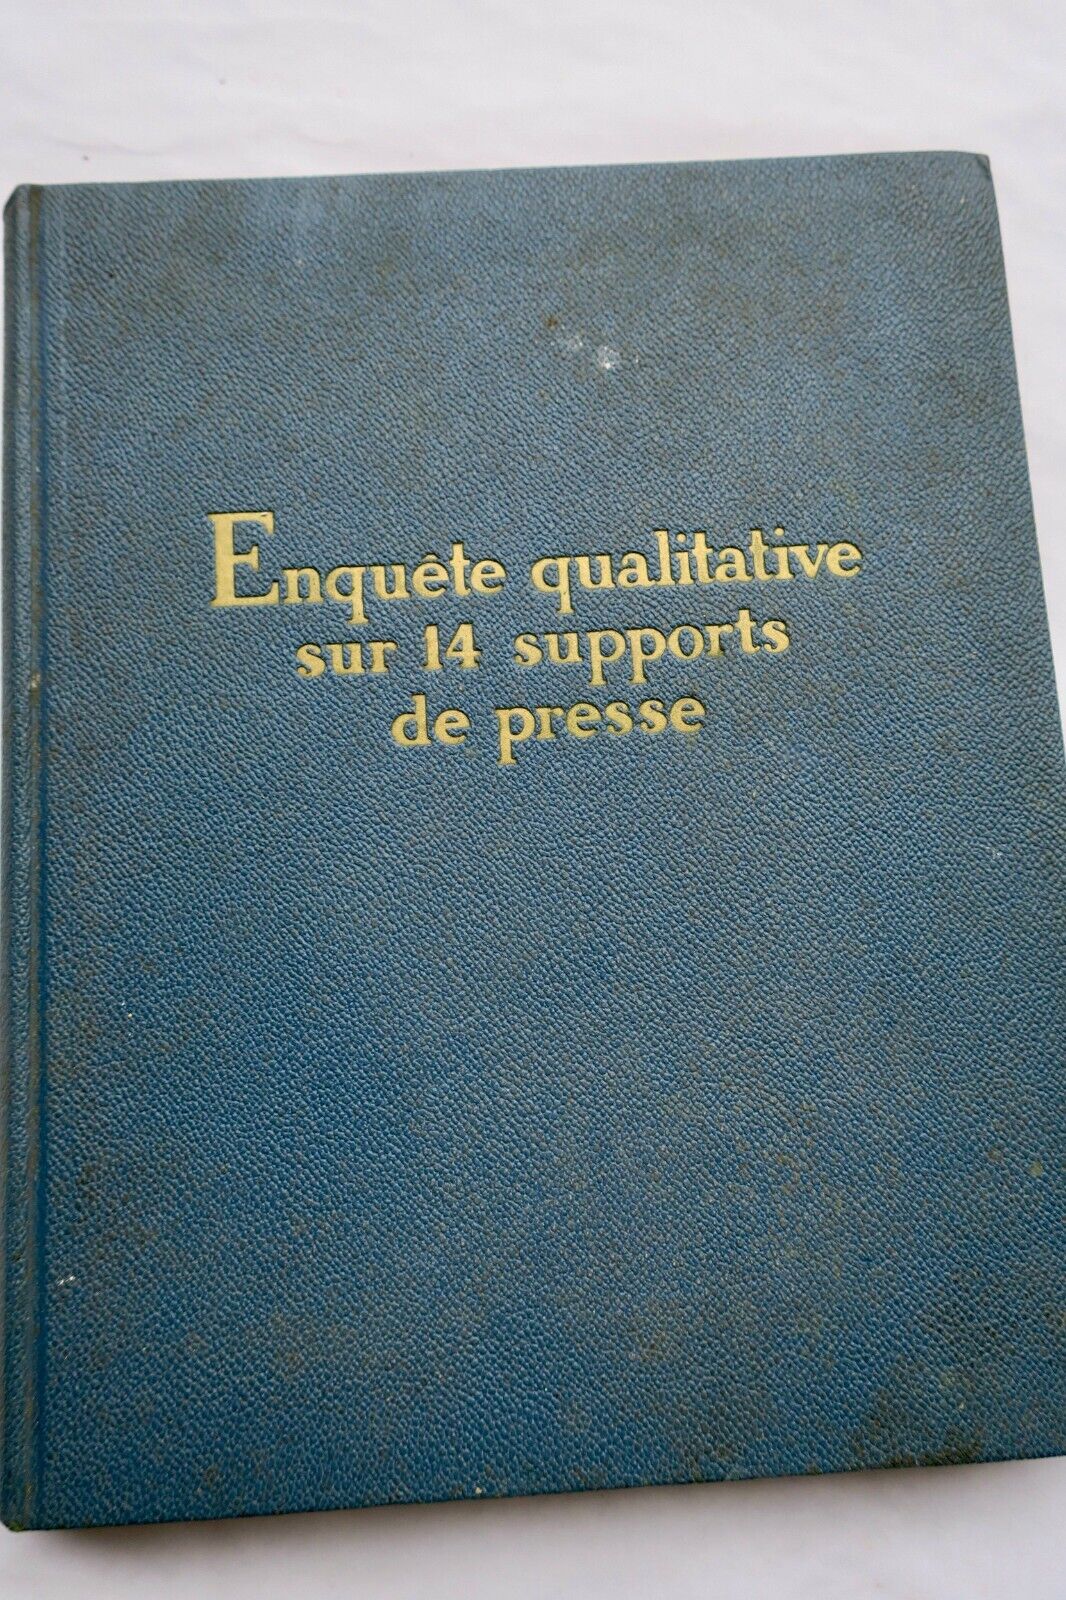 Enquête qualitative
sur 14 supports
de presse